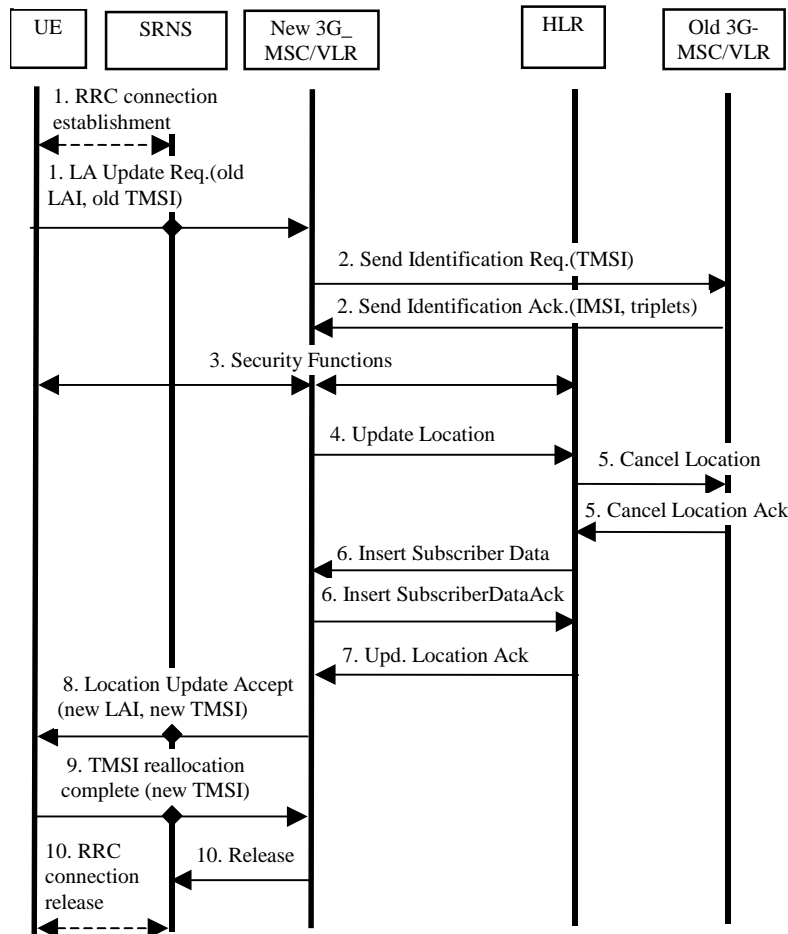 UE
SRNS
New 3G_
MSC/VLR
HLR
Old 3G-
MSC/VLR
1. RRC connection
establishment
1. LA Update Req.(old
LAI, old TMSI)
2. Send Identification Req.(TMSI)
2. Send Identification Ack.(IMSI, triplets)
3. Security Functions
4. Update Location
5. Cancel Location
5. Cancel Location Ack
6. Insert Subscriber Data
6. Insert SubscriberDataAck
7. Upd. Location Ack
8. Location Update Accept
(new LAI, new TMSI)
9. TMSI reallocation
complete (new TMSI)
10. RRC
connection
release
10. Release